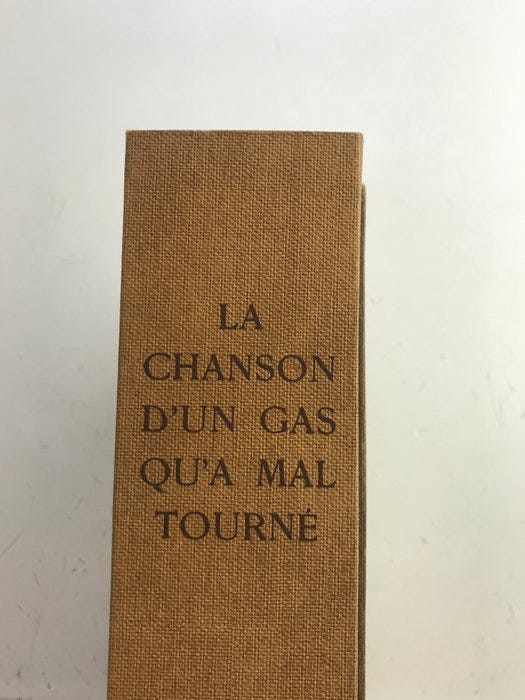 LA
CHANSON
D'UN GAS
QU'A MAL
TOURNÉ